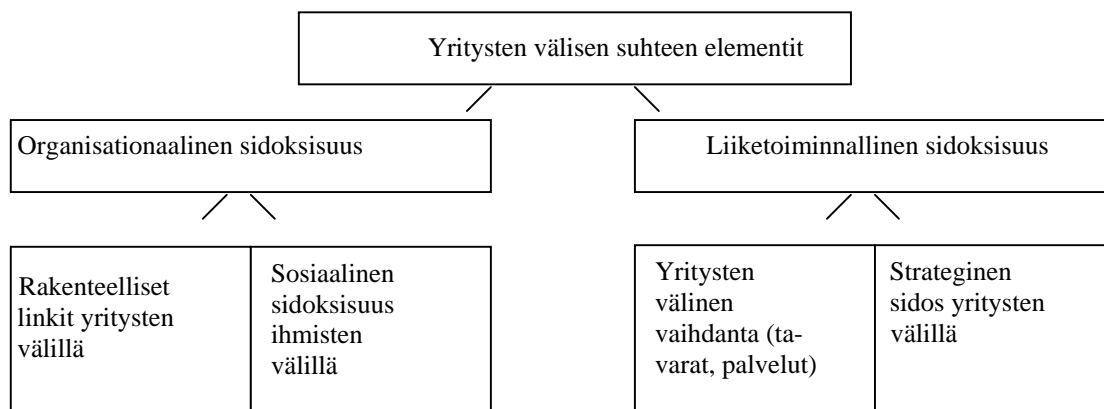 Yritysten välisen suhteen elementit
Organisationaalinen sidoksisuus
Liiketoiminnallinen sidoksisuus
Rakenteelliset
linkit yritysten
välillä
Sosiaalinen
sidoksisuus
ihmisten
välillä
Yritysten
välinen
vaihdanta (ta-
varat, palvelut)
Strateginen
sidos yritysten
välillä